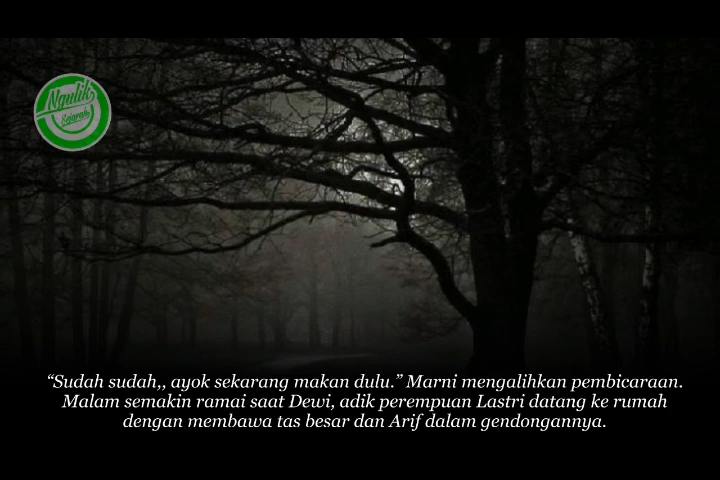 Ngulik
Sejarah
“Sudah sudah,, ayok sekarang makan dulu.” Marni mengalihkan pembicaraan.
Malam semakin ramai saat Dewi, adik perempuan Lastri datang ke rumah
dengan membawa tas besar dan Arif dalam gendongannya.